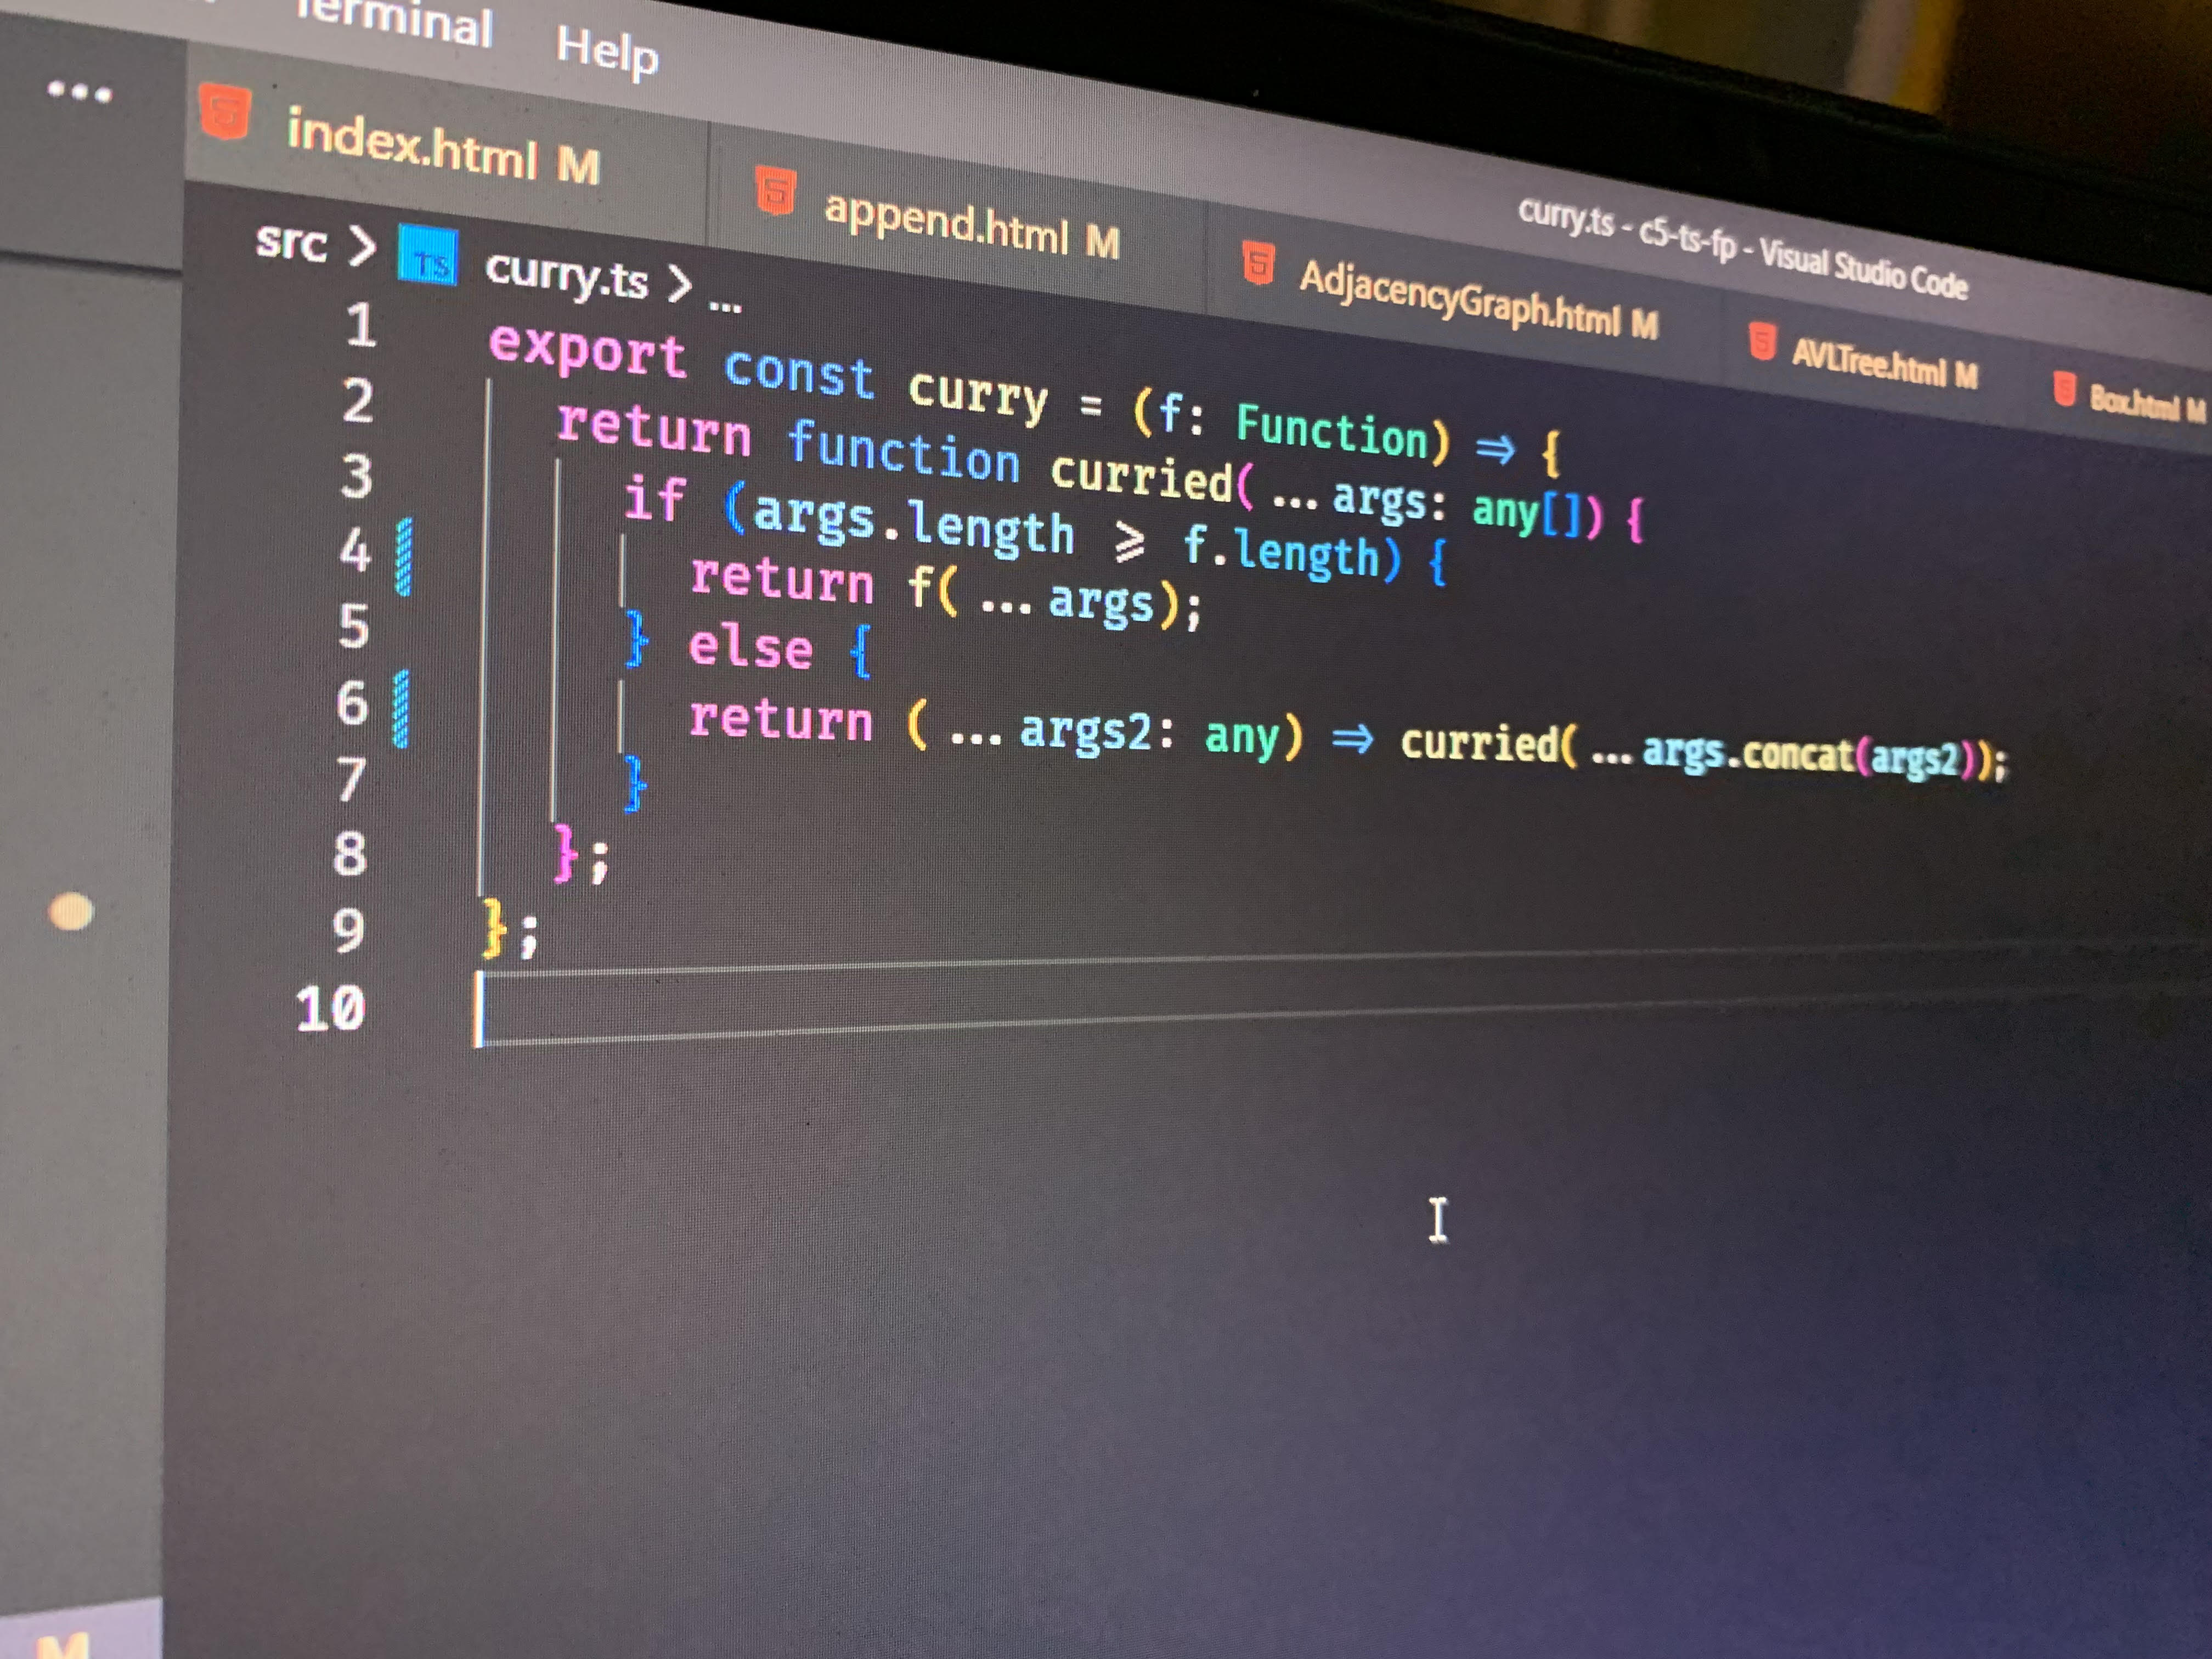 Terminal Help
curry.ts - c5-ts-fp - Visual Studio Code
index.html M append.html M AdjacencyGraph.html M AVLTree.html M Box.html M
src > TS curry.ts > ...
1 export const curry = (f: Function) ⇒ {
2 return function curried( ... args: any[]) {
3 if (args.length ⩾ f.length) {
4 return f( ... args);
5 } else {
6 return ( ... args2: any) ⇒ curried( ... args.concat(args2));
7 }
8 };
9 };
10
M